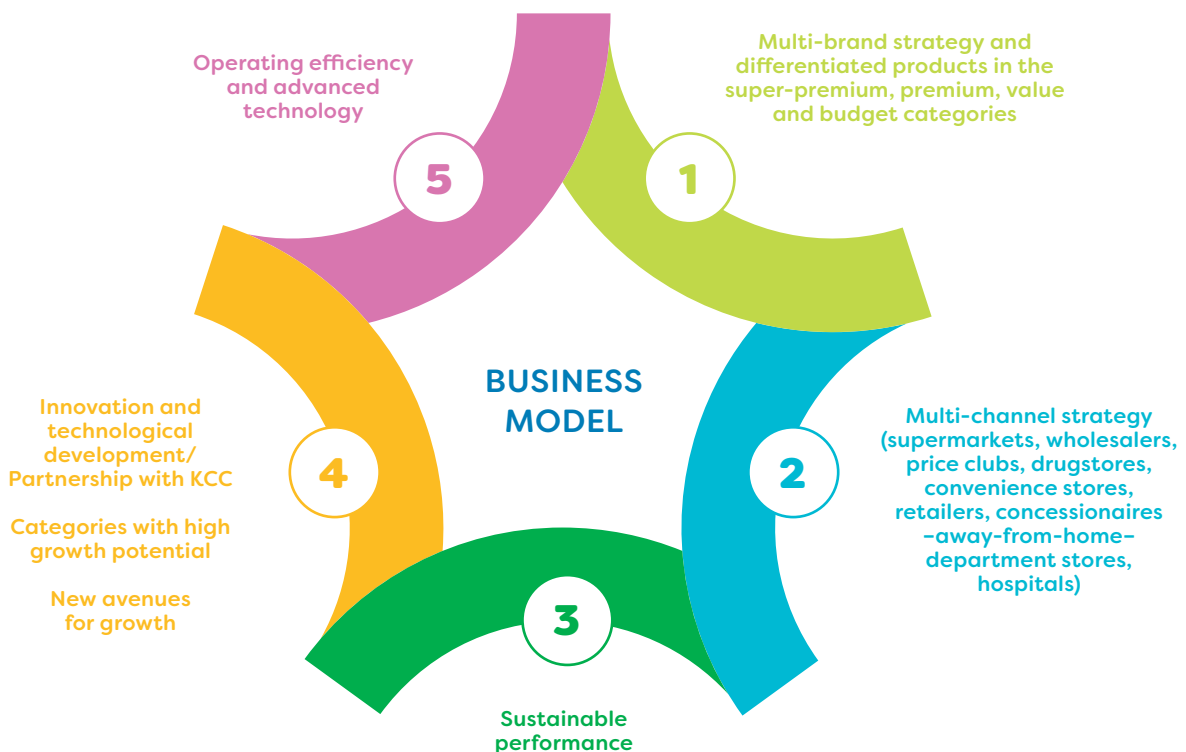 Operating efficiency
and advanced
technology
5
Multi-brand strategy and
differentiated products in the
super-premium, premium, value
and budget categories
1
BUSINESS
MODEL
Innovation and
technological
development/
Partnership with KCC
Categories with high
growth potential
New avenues
for growth
4
Multi-channel strategy
(supermarkets, wholesalers,
price clubs, drugstores,
convenience stores,
retailers, concessionaires
–away-from-home–
department stores,
hospitals)
2
3
Sustainable
performance